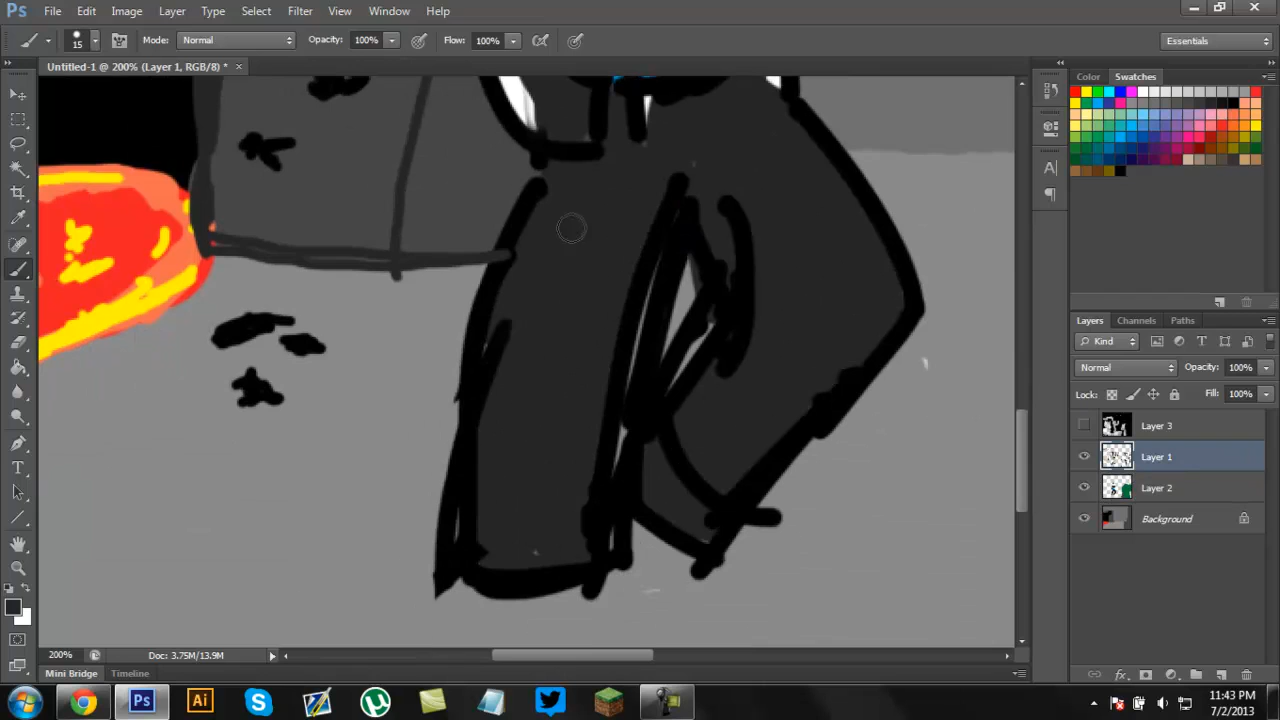 Ps File Edit Image Layer Type Select Filter View Window Help
15 Mode: Normal Opacity: 100% Flow: 100% Essentials
Untitled-1 @ 200% (Layer 1, RGB/8) * ×
Color Swatches
Layers Channels Paths
Kind
Normal Opacity: 100%
Lock: Fill: 100%
Layer 3
Layer 1
Layer 2
Background
200% Doc: 3.75M/13.9M
Mini Bridge Timeline
Ps Ai
11:43 PM
7/2/2013